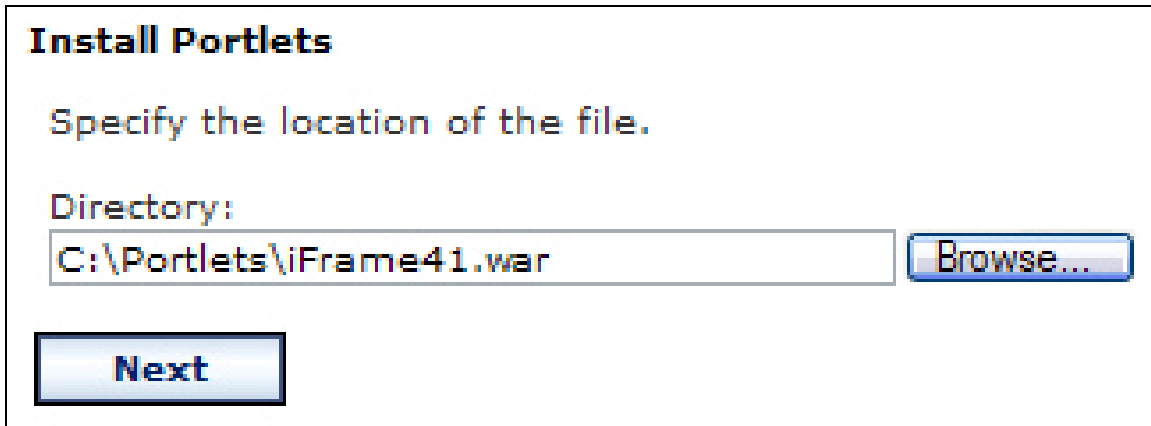 Install Portlets
Specify the location of the file.
Directory:
C:\Portlets\iFrame41.war Browse...
Next